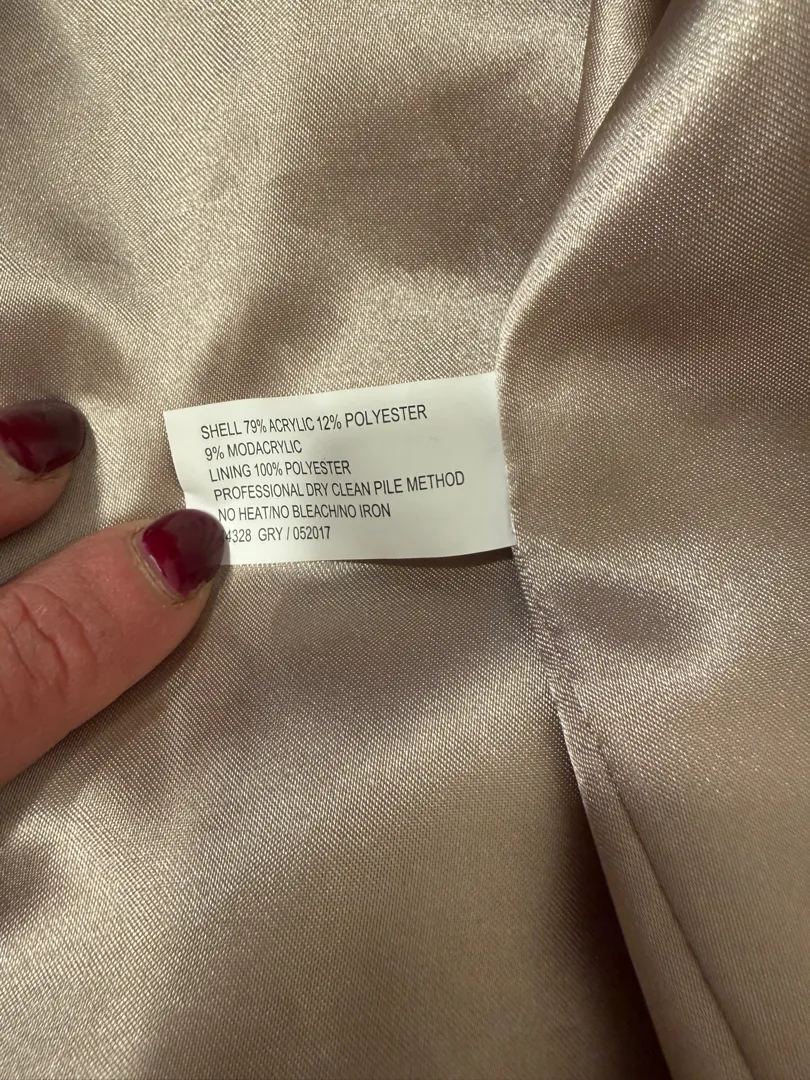 SHELL 79% ACRYLIC 12% POLYESTER
9% MODACRYLIC
LINING 100% POLYESTER
PROFESSIONAL DRY CLEAN PILE METHOD
NO HEAT/NO BLEACH/NO IRON
4328 GRY / 052017